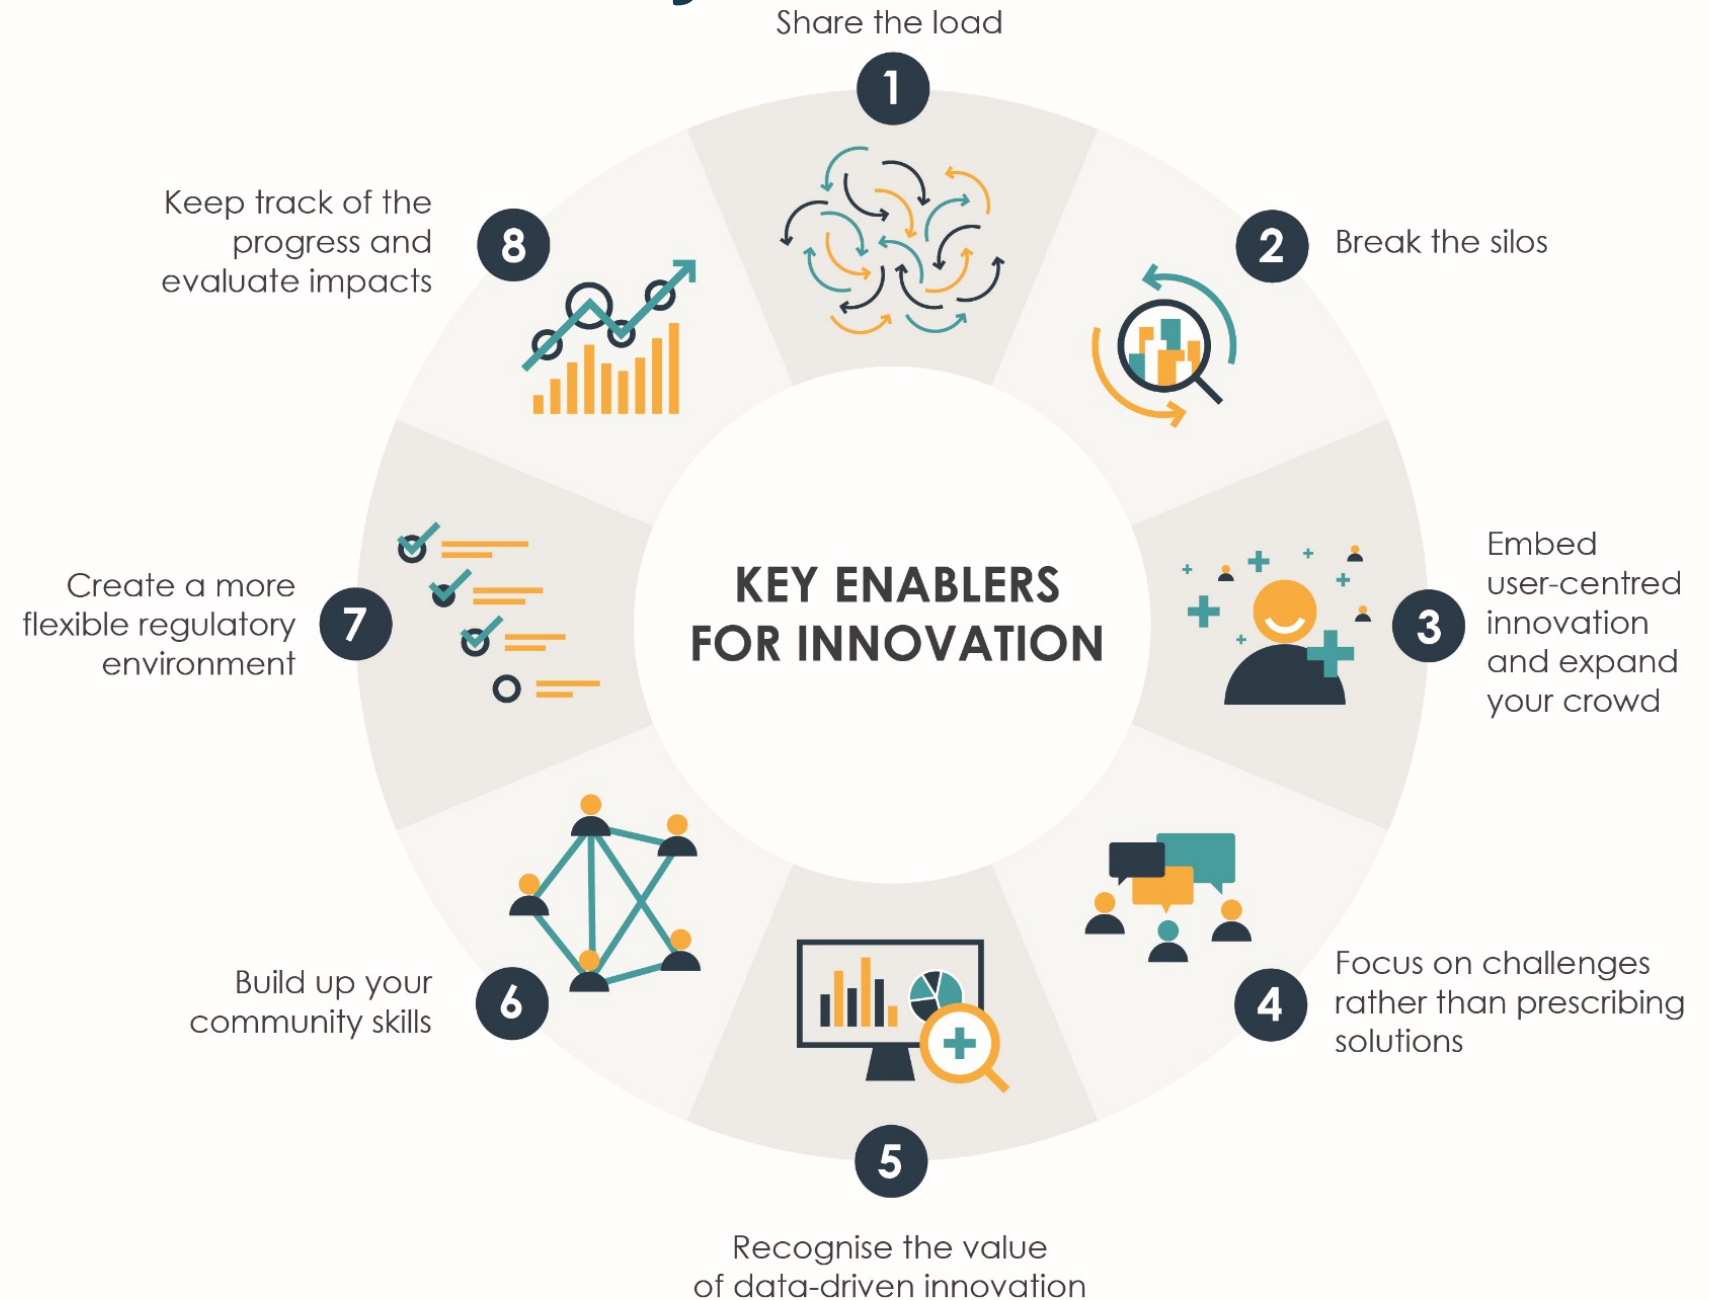 Share the load
1
2
Break the silos
3
Embed
user-centred
innovation
and expand
your crowd
4
Focus on challenges
rather than prescribing
solutions
5
Recognise the value
of data-driven innovation
6
Build up your
community skills
7
Create a more
flexible regulatory
environment
8
Keep track of the
progress and
evaluate impacts
KEY ENABLERS
FOR INNOVATION